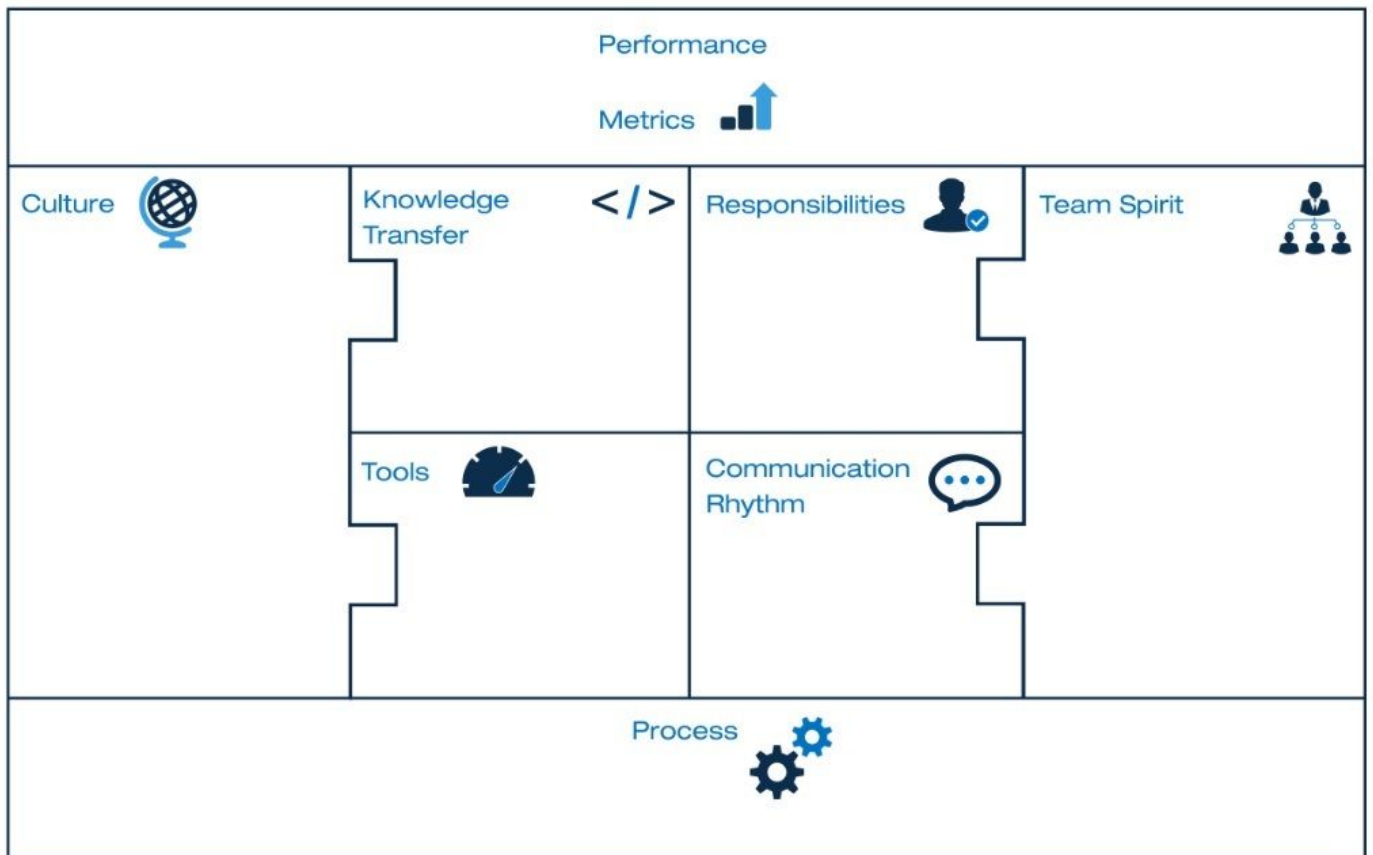 Performance
Metrics
Culture
Knowledge
Transfer
</>
Responsibilities
Team Spirit
Tools
Communication
Rhythm
Process